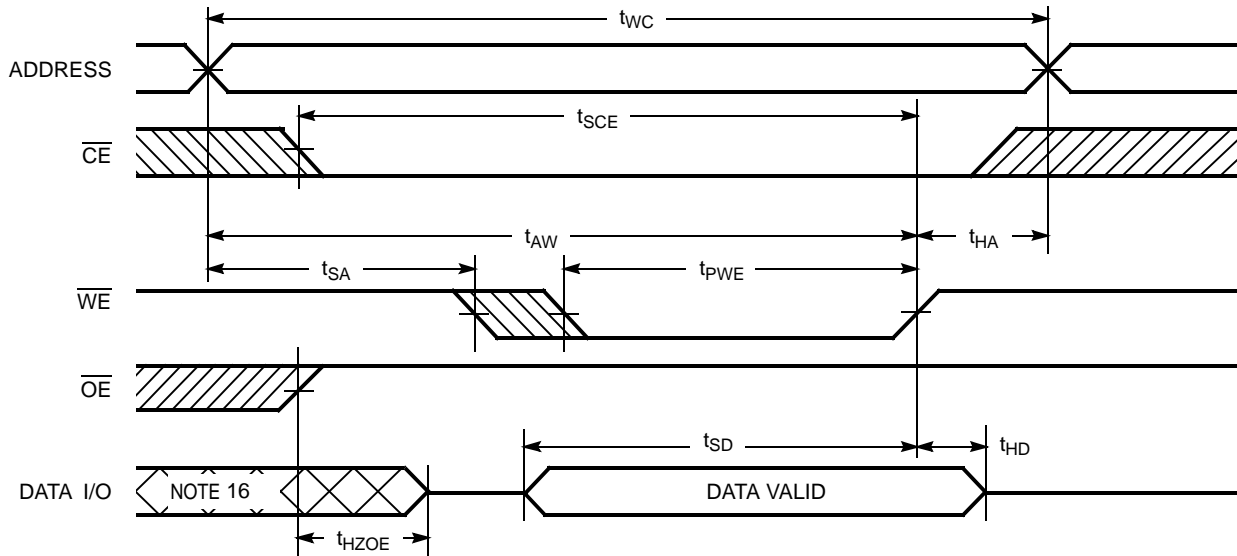 tWC
ADDRESS
tSCE
CE
tAW
tHA
tSA
tPWE
WE
OE
tSD
tHD
DATA I/O
NOTE 16
DATA VALID
tHZOE